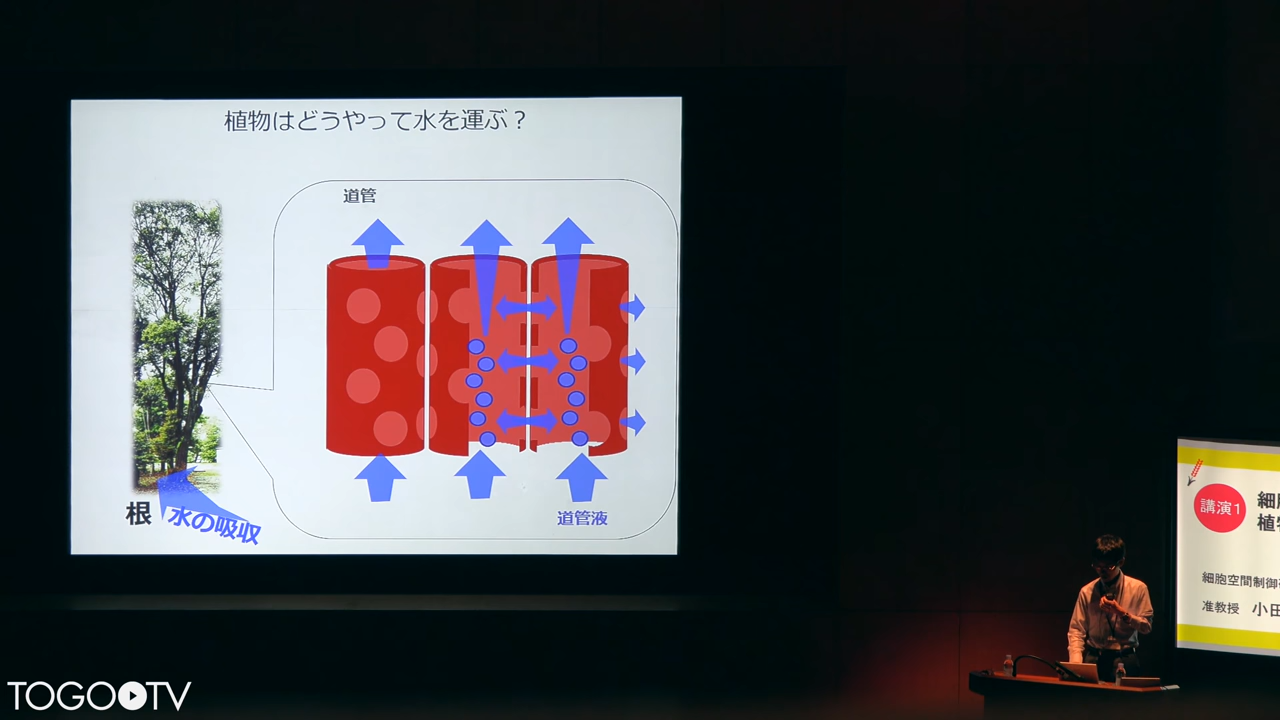 植物はどうやって水を運ぶ？
道管
根
水の吸収
道管液
講演1
細胞
植物
細胞空間制御
准教授 小田
TOGO TV